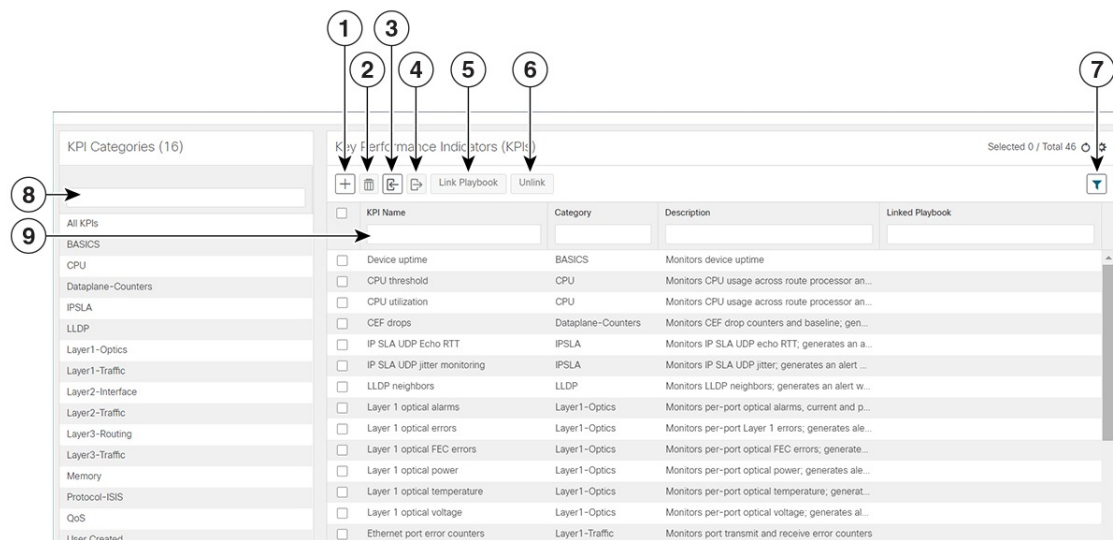 1
3
2
4
5
6
7
KPI Categories (16)
Key Performance Indicators (KPIs)
Selected 0 / Total 46
Link Playbook
Unlink
8
9
KPI Name
Category
Description
Linked Playbook
All KPIs
BASICS
CPU
Dataplane-Counters
IPSLA
LLDP
Layer1-Optics
Layer1-Traffic
Layer2-Interface
Layer2-Traffic
Layer3-Routing
Layer3-Traffic
Memory
Protocol-ISIS
QoS
User Created
Device uptime BASICS Monitors device uptime
CPU threshold CPU Monitors CPU usage across route processor an...
CPU utilization CPU Monitors CPU usage across route processor an...
CEF drops Dataplane-Counters Monitors CEF drop counters and baseline; gen...
IP SLA UDP Echo RTT IPSLA Monitors IP SLA UDP echo RTT; generates an a...
IP SLA UDP jitter monitoring IPSLA Monitors IP SLA UDP jitter; generates an alert ...
LLDP neighbors LLDP Monitors LLDP neighbors; generates an alert w...
Layer 1 optical alarms Layer1-Optics Monitors per-port optical alarms, current and p...
Layer 1 optical errors Layer1-Optics Monitors per-port Layer 1 errors; generates ale...
Layer 1 optical FEC errors Layer1-Optics Monitors per-port optical FEC errors; generate...
Layer 1 optical power Layer1-Optics Monitors per-port optical power; generates ale...
Layer 1 optical temperature Layer1-Optics Monitors per-port optical temperature; generat...
Layer 1 optical voltage Layer1-Optics Monitors per-port optical voltage; generates al...
Ethernet port error counters Layer1-Traffic Monitors port transmit and receive error counters